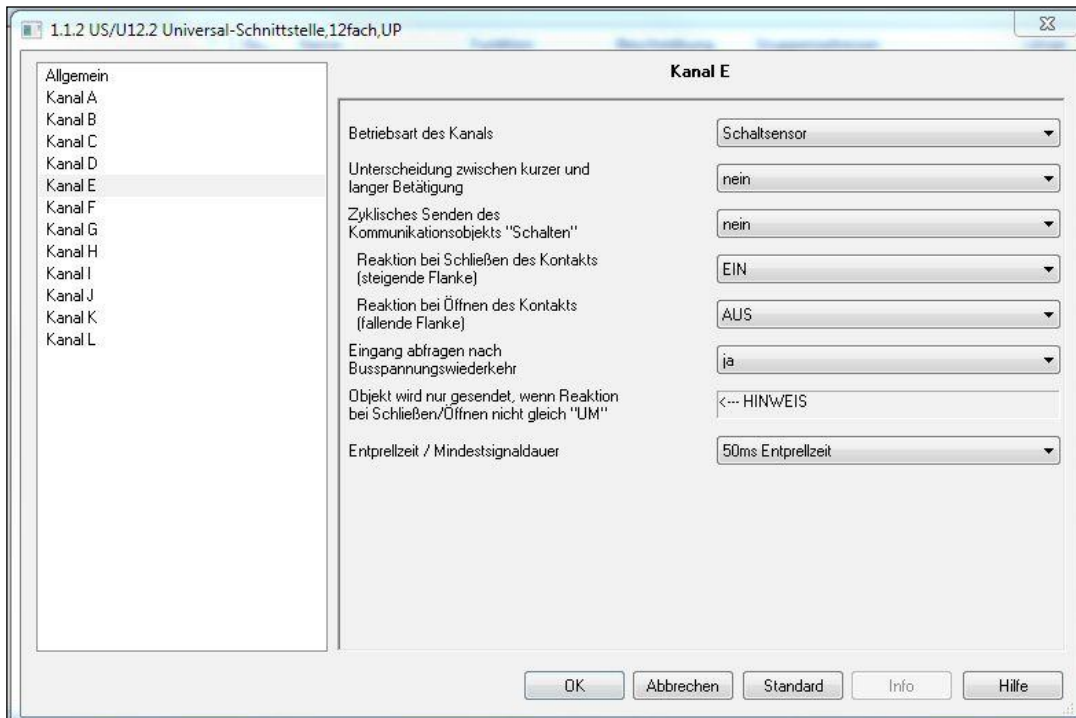 1.1.2 US/U12.2 Universal-Schnittstelle,12fach,UP
Allgemein
Kanal A
Kanal B
Kanal C
Kanal D
Kanal E
Kanal F
Kanal G
Kanal H
Kanal I
Kanal J
Kanal K
Kanal L
Kanal E
Betriebsart des Kanals
Schaltsensor
Unterscheidung zwischen kurzer und
langer Betätigung
nein
Zyklisches Senden des
Kommunikationsobjekts "Schalten"
nein
Reaktion bei Schließen des Kontakts
(steigende Flanke)
EIN
Reaktion bei Öffnen des Kontakts
(fallende Flanke)
AUS
Eingang abfragen nach
Busspannungswiederkehr
ja
Objekt wird nur gesendet, wenn Reaktion
bei Schließen/Öffnen nicht gleich "UM"
<--- HINWEIS
Entprellzeit / Mindestsignaldauer
50ms Entprellzeit
OK
Abbrechen
Standard
Info
Hilfe